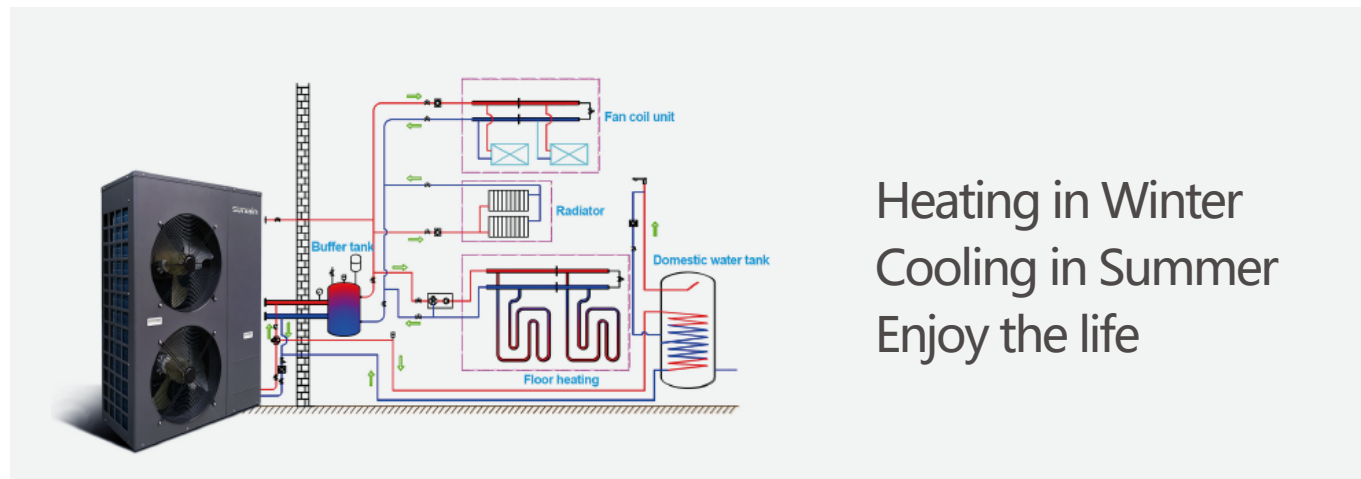 Fan coil unit
Radiator
Buffer tank
Domestic water tank
Floor heating
Heating in Winter
Cooling in Summer
Enjoy the life